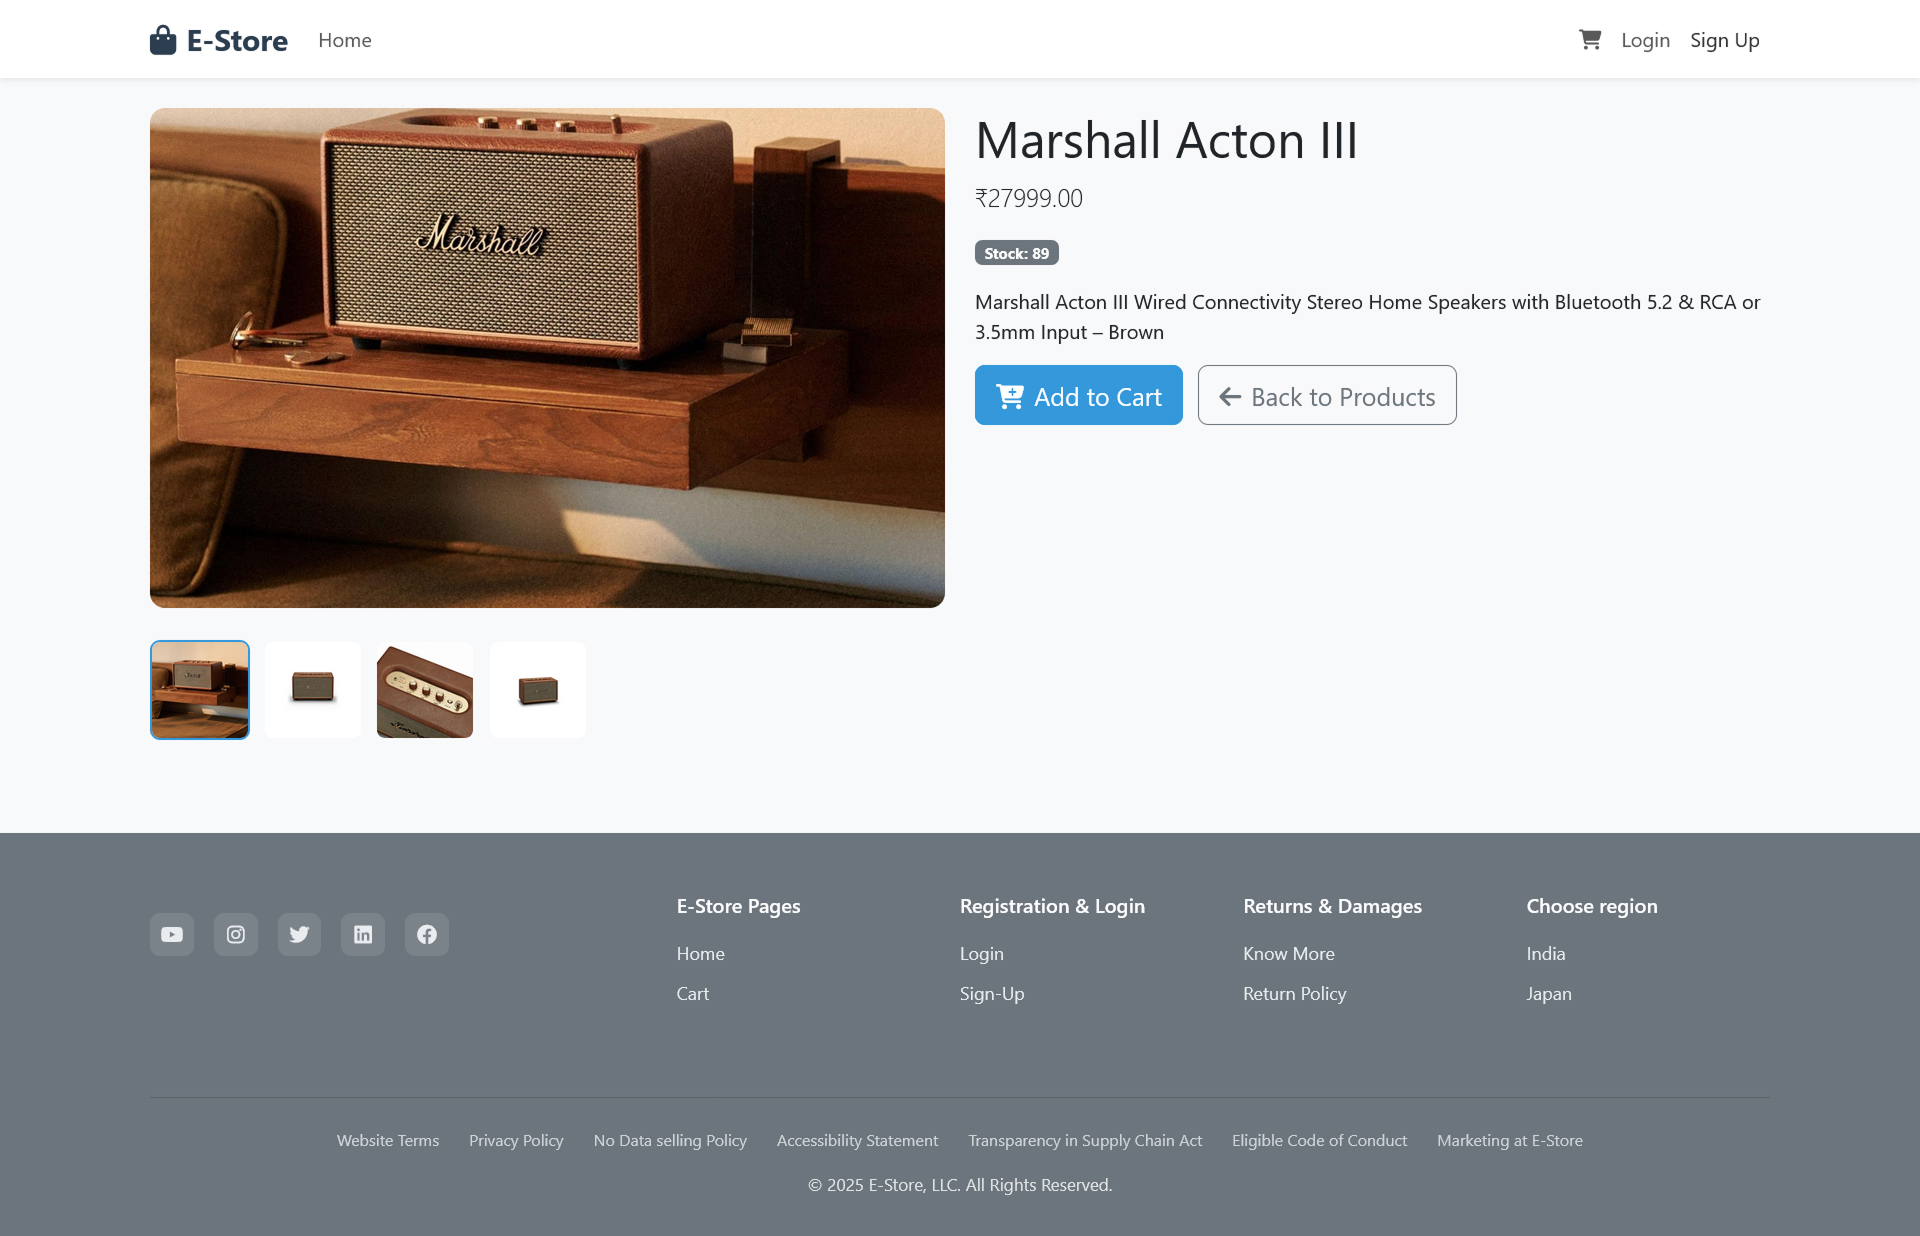 E-Store
Home
Login
Sign Up
Marshall
Marshall Acton III
₹27999.00
Stock: 89
Marshall Acton III Wired Connectivity Stereo Home Speakers with Bluetooth 5.2 & RCA or
3.5mm Input – Brown
Add to Cart
Back to Products
E-Store Pages
Home
Cart
Registration & Login
Login
Sign-Up
Returns & Damages
Know More
Return Policy
Choose region
India
Japan
Website Terms
Privacy Policy
No Data selling Policy
Accessibility Statement
Transparency in Supply Chain Act
Eligible Code of Conduct
Marketing at E-Store
© 2025 E-Store, LLC. All Rights Reserved.